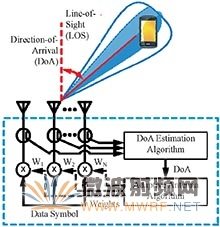 Line-of-
Sight
(LOS)
Direction-of-
Arrival
(DoA)
DoA Estimation
Algorithm
W1
W2
WN
X
X
X
DoA
Algorithm
Data Symbol
Weights
微波射频网
WWW.MWRF.NET